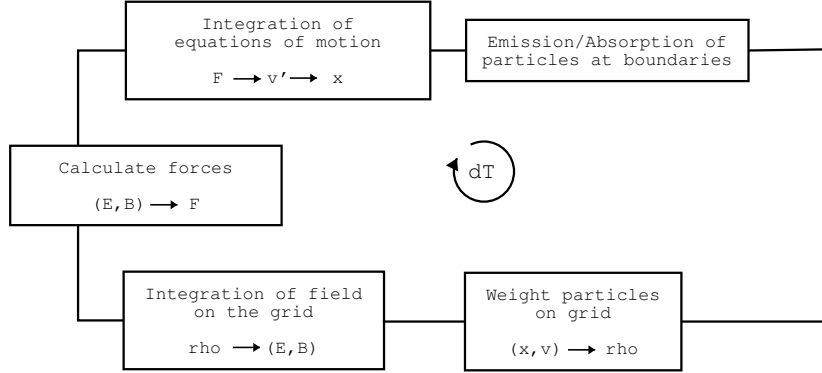 Integration of
equations of motion
F → v' → x
Emission/Absorption of
particles at boundaries
Calculate forces
(E,B) → F
dT
Integration of field
on the grid
rho → (E,B)
Weight particles
on grid
(x,v) → rho